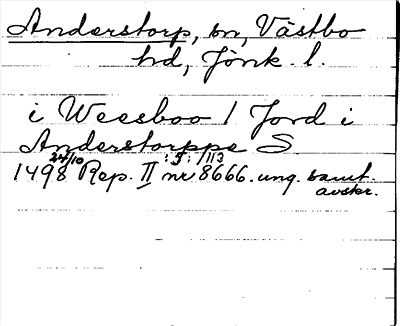 Anderstorp, sn, Västbo
hd, Jönk. l.
i Weesboo / Jord i
Anderstorppe S
24/10 :5: /113
1498 Rep. II nr 8666. ung. samt.
avskr.